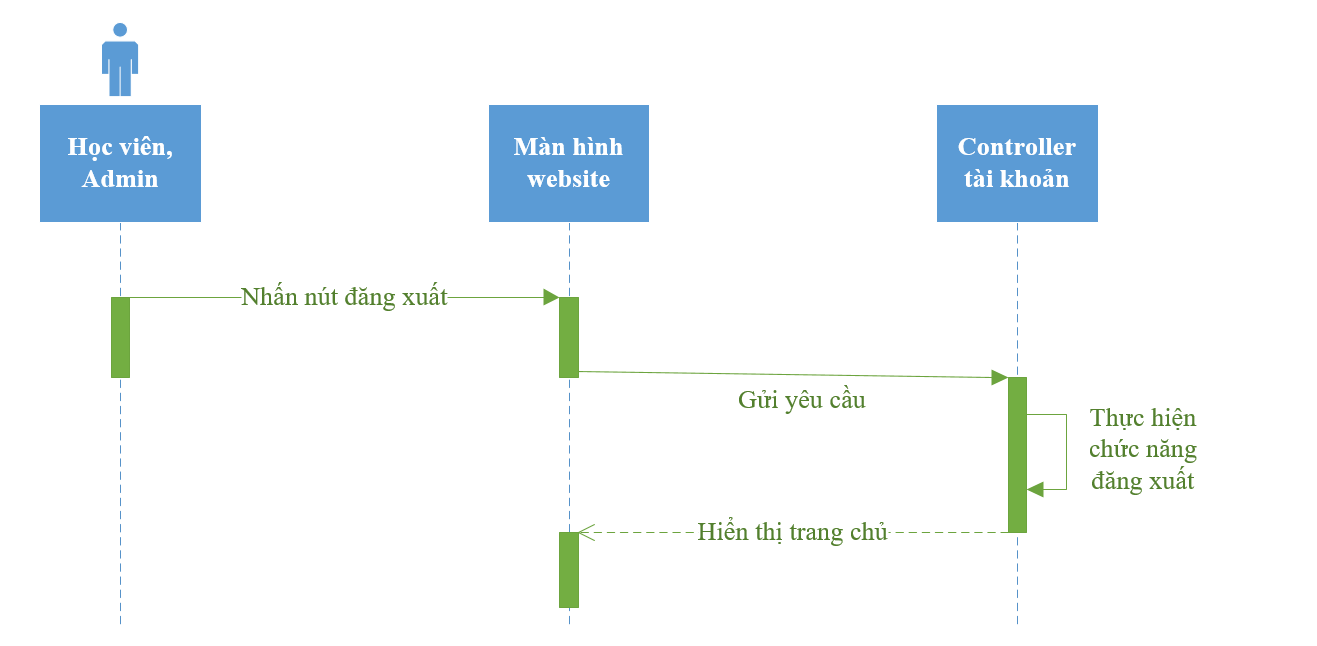 Học viên,
Admin
Màn hình
website
Controller
tài khoản
Nhấn nút đăng xuất
Gửi yêu cầu
Thực hiện
chức năng
đăng xuất
Hiển thị trang chủ